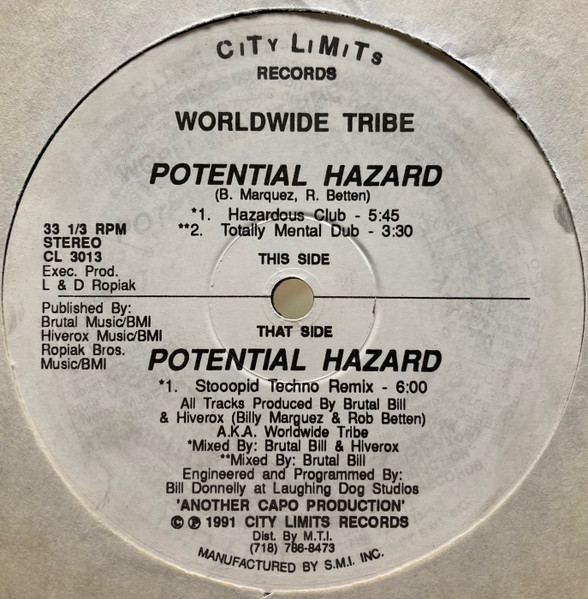 CiTY LiMiTs
RECORDS
WORLDWIDE TRIBE
POTENTIAL HAZARD
(B. Marquez, R. Betten)
*1. Hazardous Club - 5:45
**2. Totally Mental Dub - 3:30
33 1/3 RPM
STEREO
CL 3013
Exec. Prod.
L & D Ropiak
THIS SIDE
Published By:
Brutal Music/BMI
Hiverox Music/BMI
Ropiak Bros.
Music/BMI
THAT SIDE
POTENTIAL HAZARD
*1. Stooopid Techno Remix - 6:00
All Tracks Produced By Brutal Bill
& Hiverox (Billy Marquez & Rob Betten)
A.K.A. Worldwide Tribe
*Mixed By: Brutal Bill & Hiverox
**Mixed By: Brutal Bill
Engineered and Programmed By:
Bill Donnelly at Laughing Dog Studios
'ANOTHER CAPO PRODUCTION'
© ℗ 1991 CITY LIMITS RECORDS
Dist. By M.T.I.
(718) 786-8473
MANUFACTURED BY S.M.I. INC.